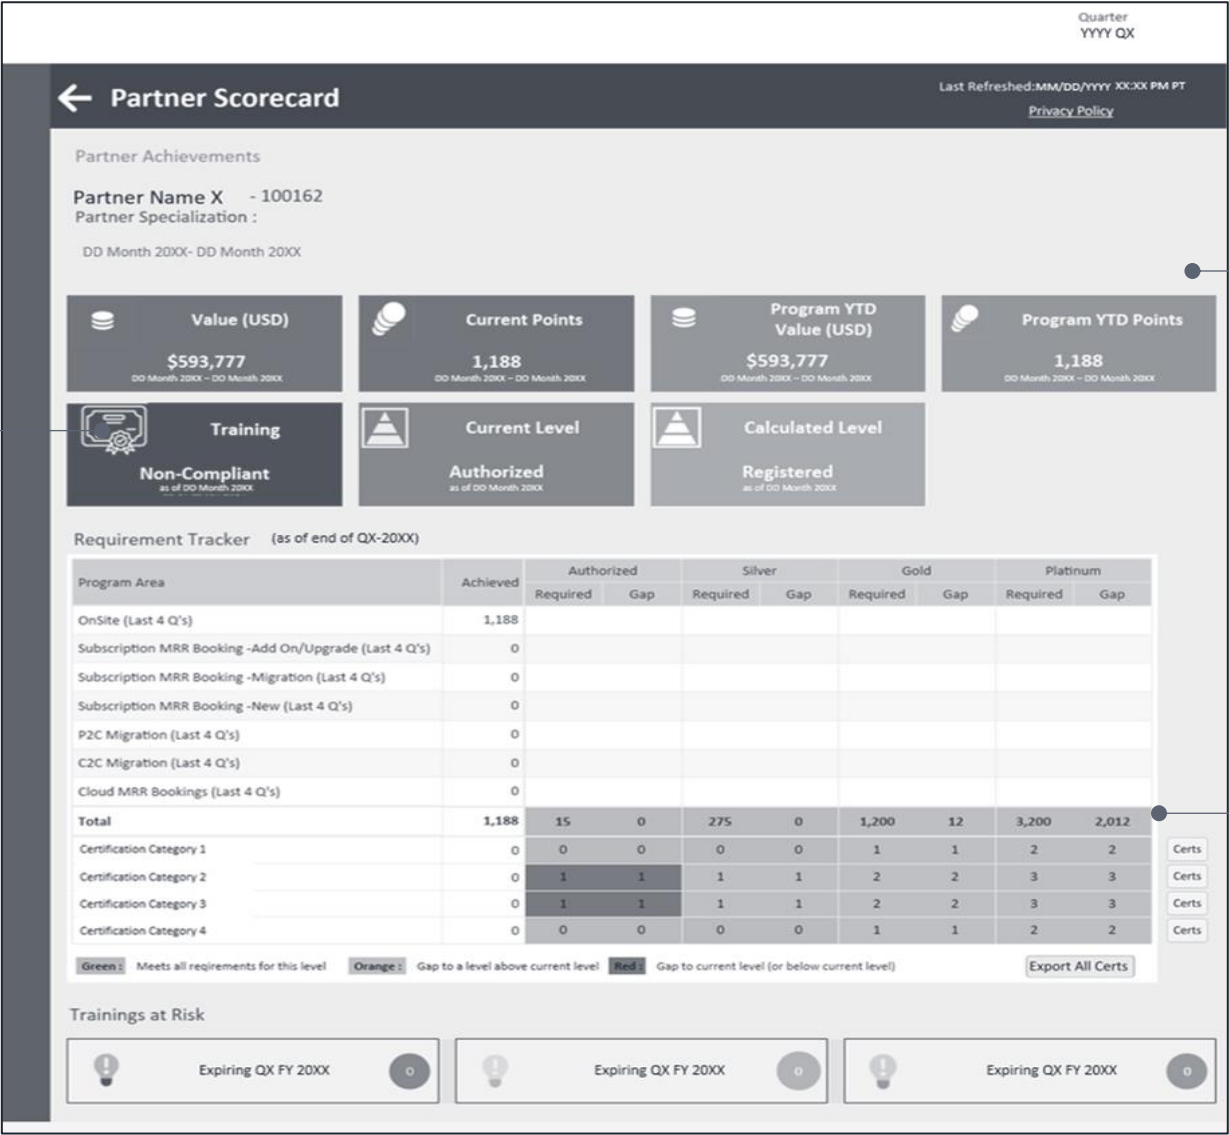 Quarter
YYYY QX
Partner Scorecard
Last Refreshed:MM/DD/YYYY XX:XX PM PT
Privacy Policy
Partner Achievements
Partner Name X - 100162
Partner Specialization :
DD Month 20XX- DD Month 20XX
Value (USD)
$593,777
DD Month 20XX – DD Month 20XX
Current Points
1,188
DD Month 20XX – DD Month 20XX
Program YTD
Value (USD)
$593,777
DD Month 20XX – DD Month 20XX
Program YTD Points
1,188
DD Month 20XX – DD Month 20XX
Training
Non-Compliant
as of DD Month 20XX
Current Level
Authorized
as of DD Month 20XX
Calculated Level
Registered
as of DD Month 20XX
Requirement Tracker (as of end of QX-20XX)
Program Area Achieved Authorized Silver Gold Platinum
Required Gap Required Gap Required Gap Required Gap
OnSite (Last 4 Q's) 1,188
Subscription MRR Booking -Add On/Upgrade (Last 4 Q's) 0
Subscription MRR Booking -Migration (Last 4 Q's) 0
Subscription MRR Booking -New (Last 4 Q's) 0
P2C Migration (Last 4 Q's) 0
C2C Migration (Last 4 Q's) 0
Cloud MRR Bookings (Last 4 Q's) 0
Total 1,188 15 0 275 0 1,200 12 3,200 2,012
Certification Category 1 0 0 0 0 0 1 1 2 2 Certs
Certification Category 2 0 1 1 1 1 2 2 3 3 Certs
Certification Category 3 0 1 1 1 1 2 2 3 3 Certs
Certification Category 4 0 0 0 0 0 1 1 2 2 Certs
Green : Meets all reqirements for this level Orange : Gap to a level above current level Red : Gap to current level (or below current level) Export All Certs
Trainings at Risk
Expiring QX FY 20XX 0
Expiring QX FY 20XX 0
Expiring QX FY 20XX 0